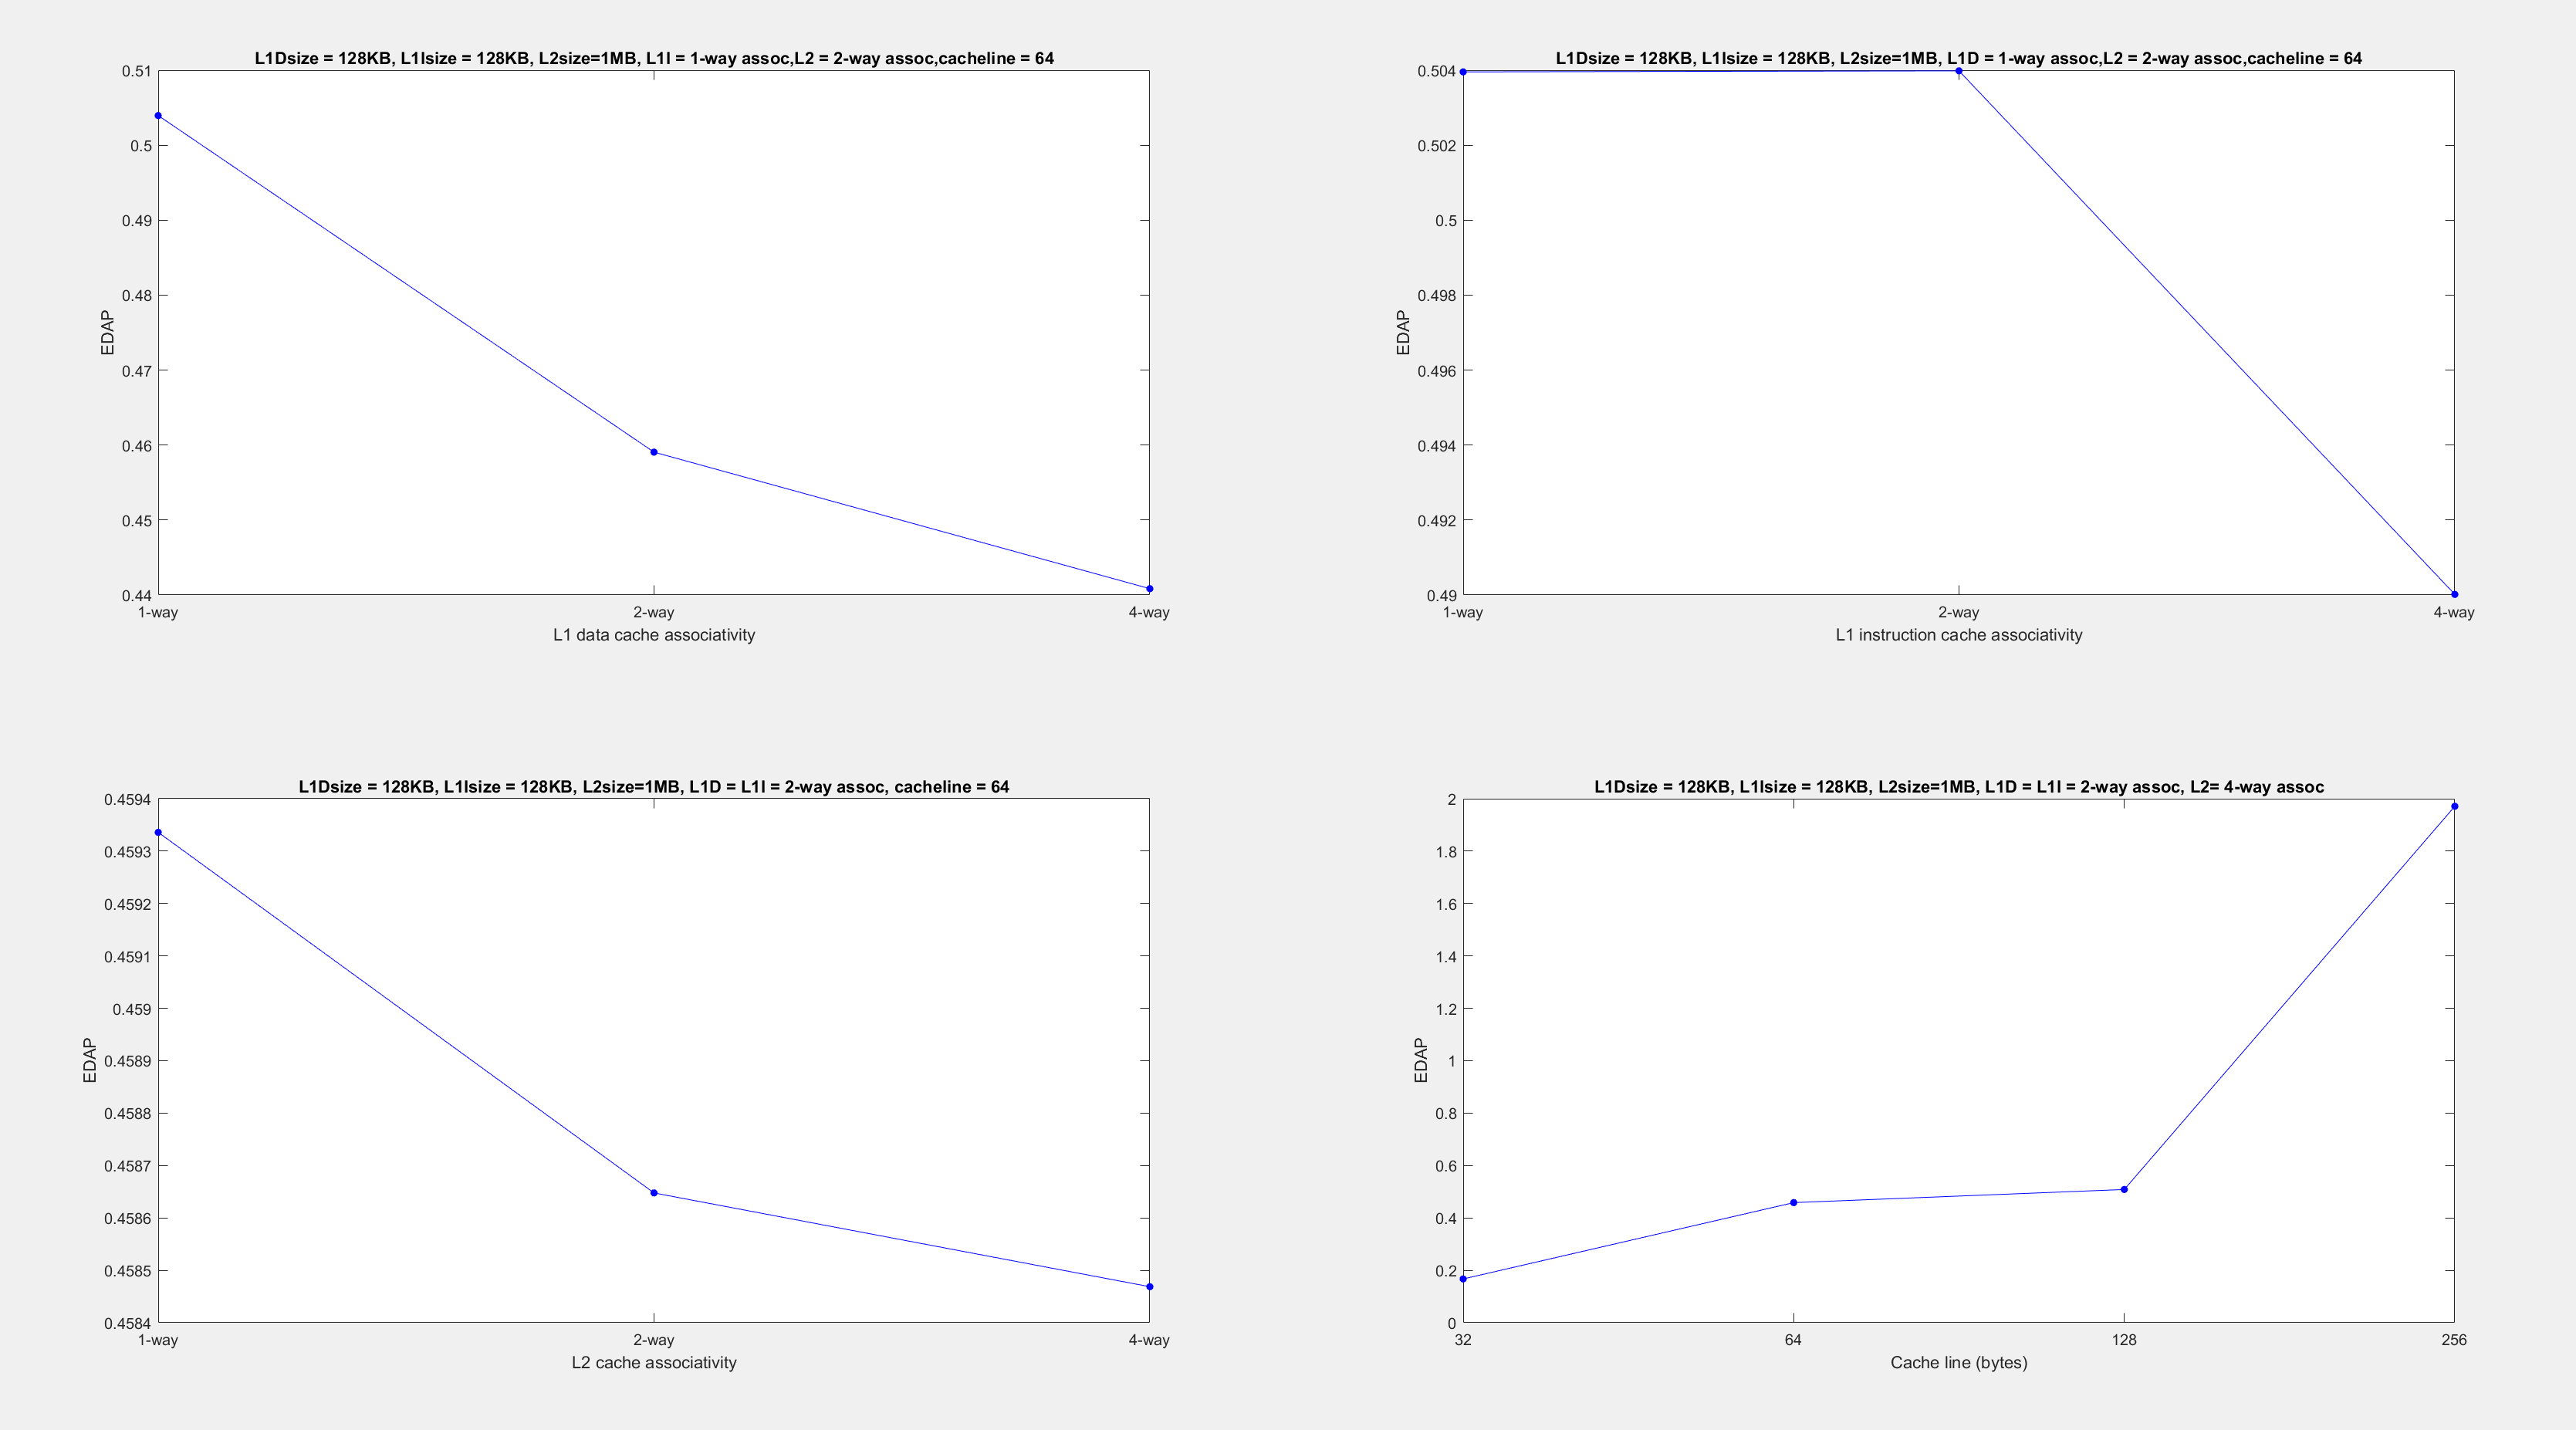 L1Dsize = 128KB, L1Isize = 128KB, L2size=1MB, L1I = 1-way assoc,L2 = 2-way assoc,cacheline = 64
0.51
0.5
0.49
0.48
0.47
0.46
0.45
0.44
EDAP
1-way 2-way 4-way
L1 data cache associativity
L1Dsize = 128KB, L1Isize = 128KB, L2size=1MB, L1D = 1-way assoc,L2 = 2-way assoc,cacheline = 64
0.504
0.502
0.5
0.498
0.496
0.494
0.492
0.49
EDAP
1-way 2-way 4-way
L1 instruction cache associativity
L1Dsize = 128KB, L1Isize = 128KB, L2size=1MB, L1D = L1I = 2-way assoc, cacheline = 64
0.4594
0.4593
0.4592
0.4591
0.459
0.4589
0.4588
0.4587
0.4586
0.4585
0.4584
EDAP
1-way 2-way 4-way
L2 cache associativity
L1Dsize = 128KB, L1Isize = 128KB, L2size=1MB, L1D = L1I = 2-way assoc, L2= 4-way assoc
2
1.8
1.6
1.4
1.2
1
0.8
0.6
0.4
0.2
0
EDAP
32 64 128 256
Cache line (bytes)